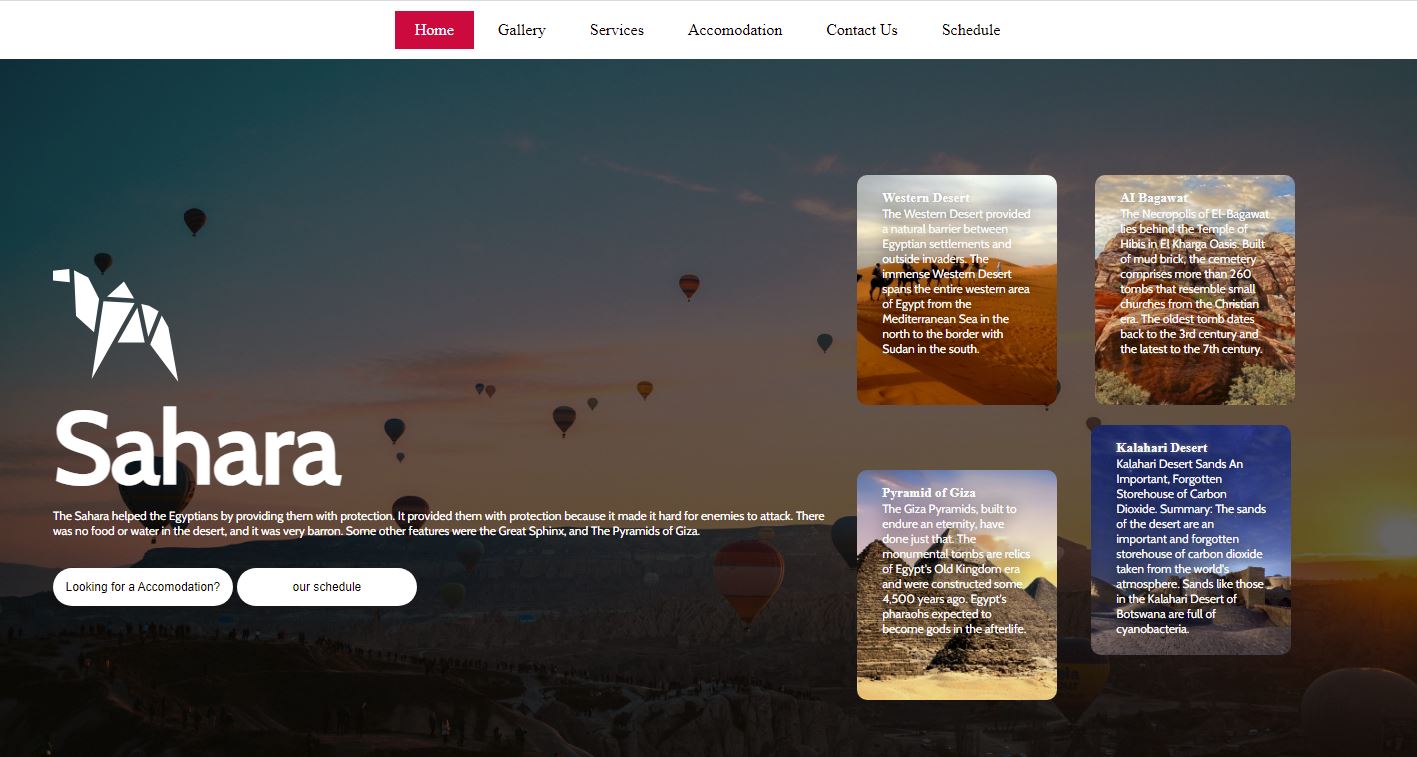 Home Gallery Services Accomodation Contact Us Schedule
Sahara
The Sahara helped the Egyptians by providing them with protection. It provided them with protection because it made it hard for enemies to attack. There
was no food or water in the desert, and it was very barron. Some other features were the Great Sphinx, and The Pyramids of Giza.
Looking for a Accomodation?
our schedule
Western Desert
The Western Desert provided
a natural barrier between
Egyptian settlements and
outside invaders. The
immense Western Desert
spans the entire western area
of Egypt from the
Mediterranean Sea in the
north to the border with
Sudan in the south.
AI Bagawat
The Necropolis of El-Bagawat
lies behind the Temple of
Hibis in El Kharga Oasis. Built
of mud brick, the cemetery
comprises more than 260
tombs that resemble small
churches from the Christian
era. The oldest tomb dates
back to the 3rd century and
the latest to the 7th century.
Pyramid of Giza
The Giza Pyramids, built to
endure an eternity, have
done just that. The
monumental tombs are relics
of Egypt's Old Kingdom era
and were constructed some
4,500 years ago. Egypt's
pharaohs expected to
become gods in the afterlife.
Kalahari Desert
Kalahari Desert Sands An
Important, Forgotten
Storehouse of Carbon
Dioxide. Summary: The sands
of the desert are an
important and forgotten
storehouse of carbon dioxide
taken from the world's
atmosphere. Sands like those
in the Kalahari Desert of
Botswana are full of
cyanobacteria.